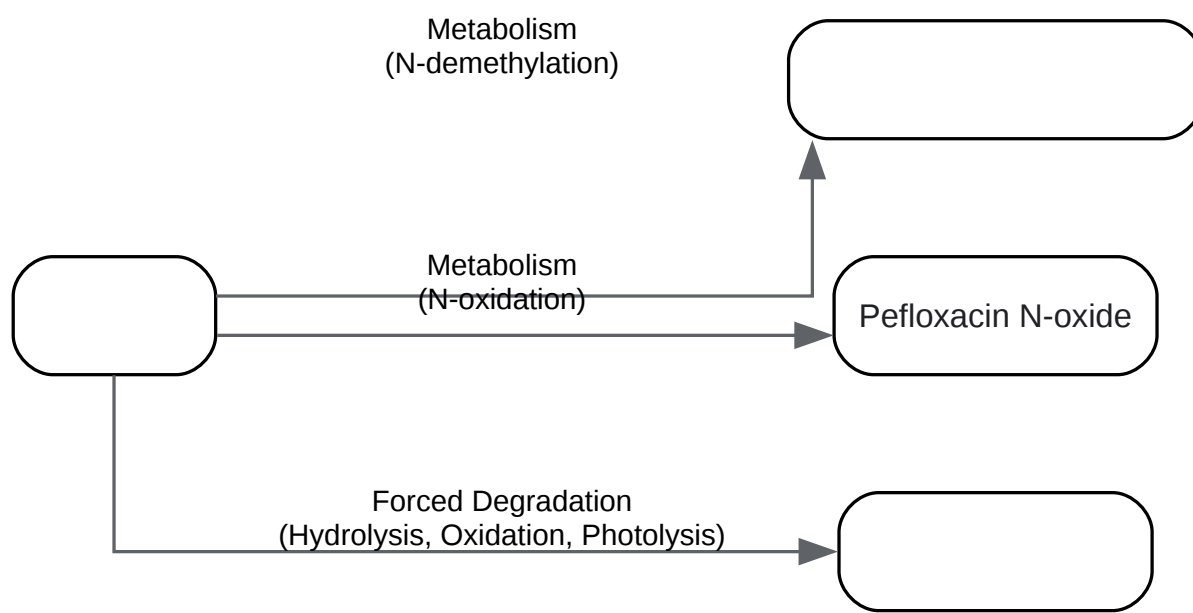 Metabolism
(N-demethylation)
Metabolism
(N-oxidation)
Pefloxacin N-oxide
Forced Degradation
(Hydrolysis, Oxidation, Photolysis)